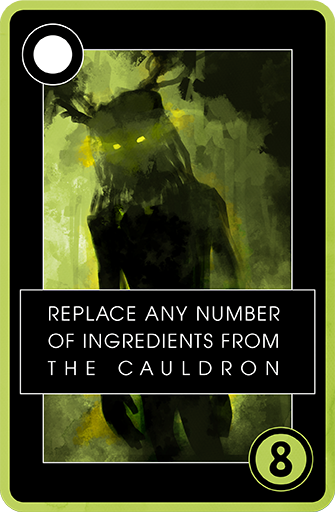 REPLACE ANY NUMBER
OF INGREDIENTS FROM
THE CAULDRON
8